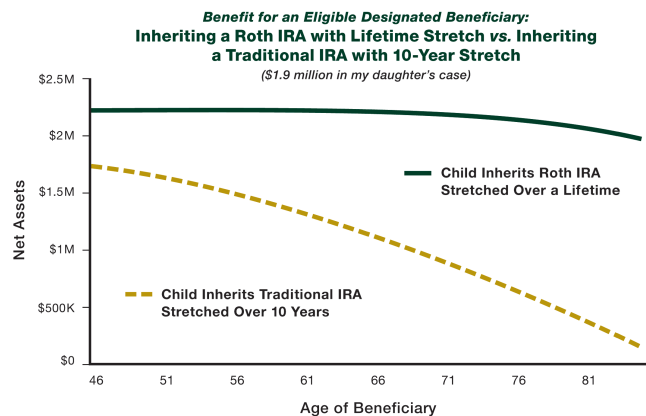 Benefit for an Eligible Designated Beneficiary:
Inheriting a Roth IRA with Lifetime Stretch vs. Inheriting
a Traditional IRA with 10-Year Stretch
($1.9 million in my daughter's case)
$2.5M
$2M
$1.5M
$1M
$500K
$0
Net Assets
Child Inherits Roth IRA
Stretched Over a Lifetime
Child Inherits Traditional IRA
Stretched Over 10 Years
46 51 56 61 66 71 76 81
Age of Beneficiary